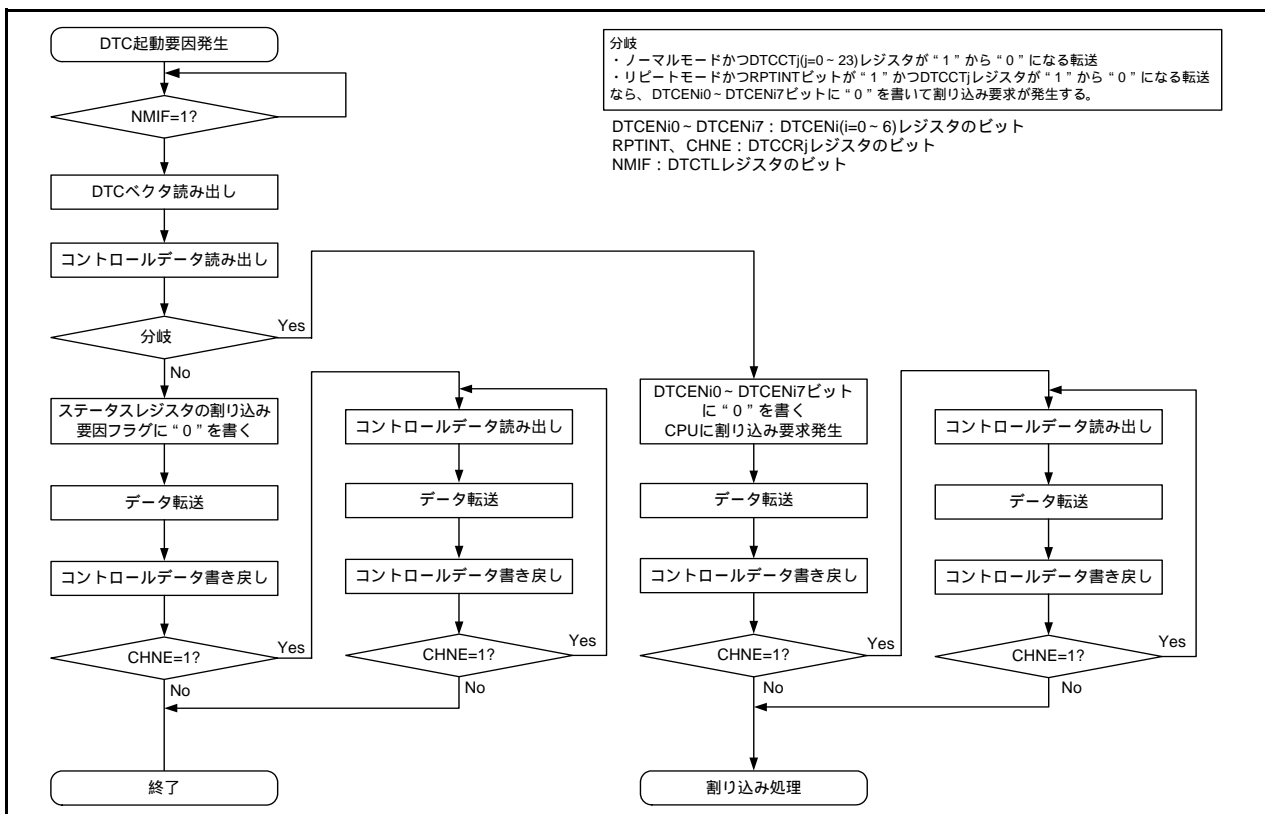 DTC起動要因発生
NMIF=1?
DTCベクタ読み出し
コントロールデータ読み出し
分岐
Yes
No
分岐
・ノーマルモードかつDTCCTj(j=0~23)レジスタが“1”から“0”になる転送
・リピートモードかつRPTINTビットが“1”かつDTCCTjレジスタが“1”から“0”になる転送
なら、DTCENi0~DTCENi7ビットに“0”を書いて割り込み要求が発生する。
DTCENi0~DTCENi7:DTCENi(i=0~6)レジスタのビット
RPTINT、CHNE:DTCCRjレジスタのビット
NMIF:DTCTLレジスタのビット
ステータスレジスタの割り込み
要因フラグに“0”を書く
データ転送
コントロールデータ書き戻し
CHNE=1?
Yes
No
終了
コントロールデータ読み出し
データ転送
コントロールデータ書き戻し
CHNE=1?
Yes
No
DTCENi0~DTCENi7ビット
に“0”を書く
CPUに割り込み要求発生
データ転送
コントロールデータ書き戻し
CHNE=1?
Yes
No
割り込み処理
コントロールデータ読み出し
データ転送
コントロールデータ書き戻し
CHNE=1?
Yes
No